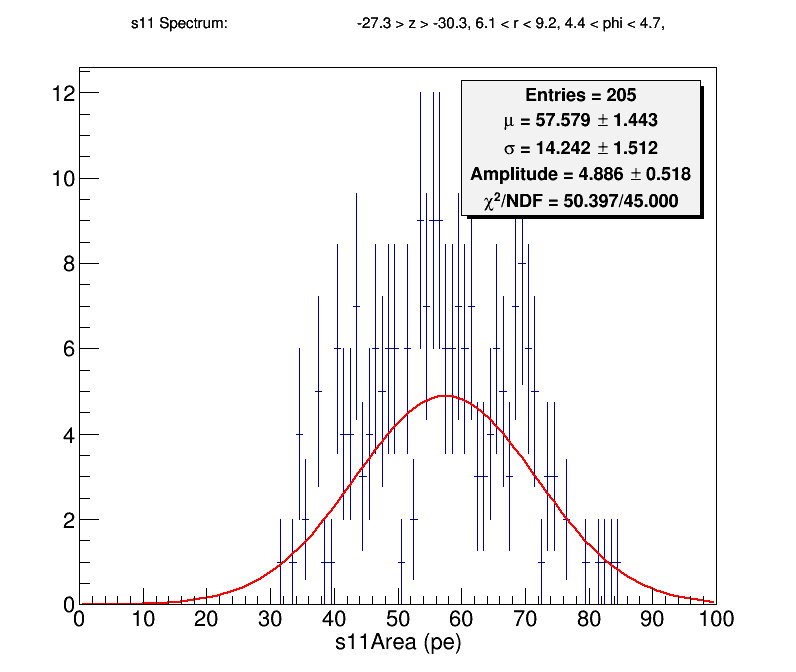 s11 Spectrum: -27.3 > z > -30.3, 6.1 < r < 9.2, 4.4 < phi < 4.7,
Entries = 205
μ = 57.579 ± 1.443
σ = 14.242 ± 1.512
Amplitude = 4.886 ± 0.518
χ²/NDF = 50.397/45.000
12
10
8
6
4
2
0
0 10 20 30 40 50 60 70 80 90 100
s11Area (pe)